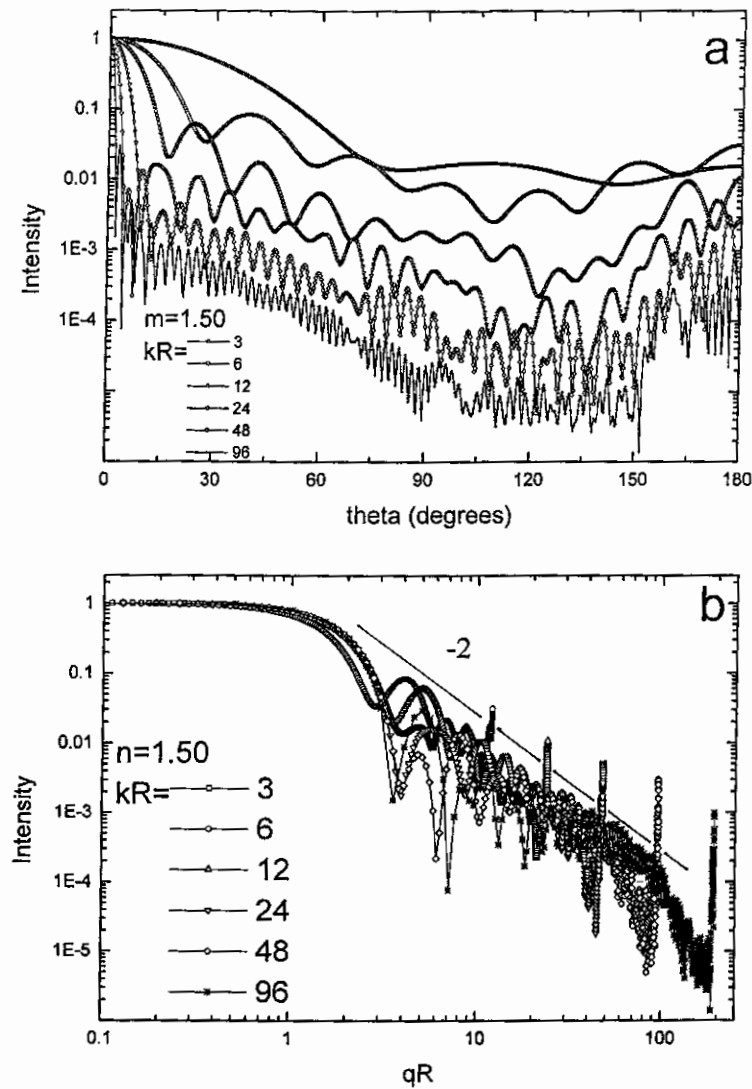 a
1
0.1
0.01
1E-3
1E-4
Intensity
m=1.50
kR=
3
6
12
24
48
96
0 30 60 90 120 150 180
theta (degrees)
b
1
0.1
0.01
1E-3
1E-4
1E-5
Intensity
-2
n=1.50
kR=
3
6
12
24
48
96
0.1 1 10 100
qR